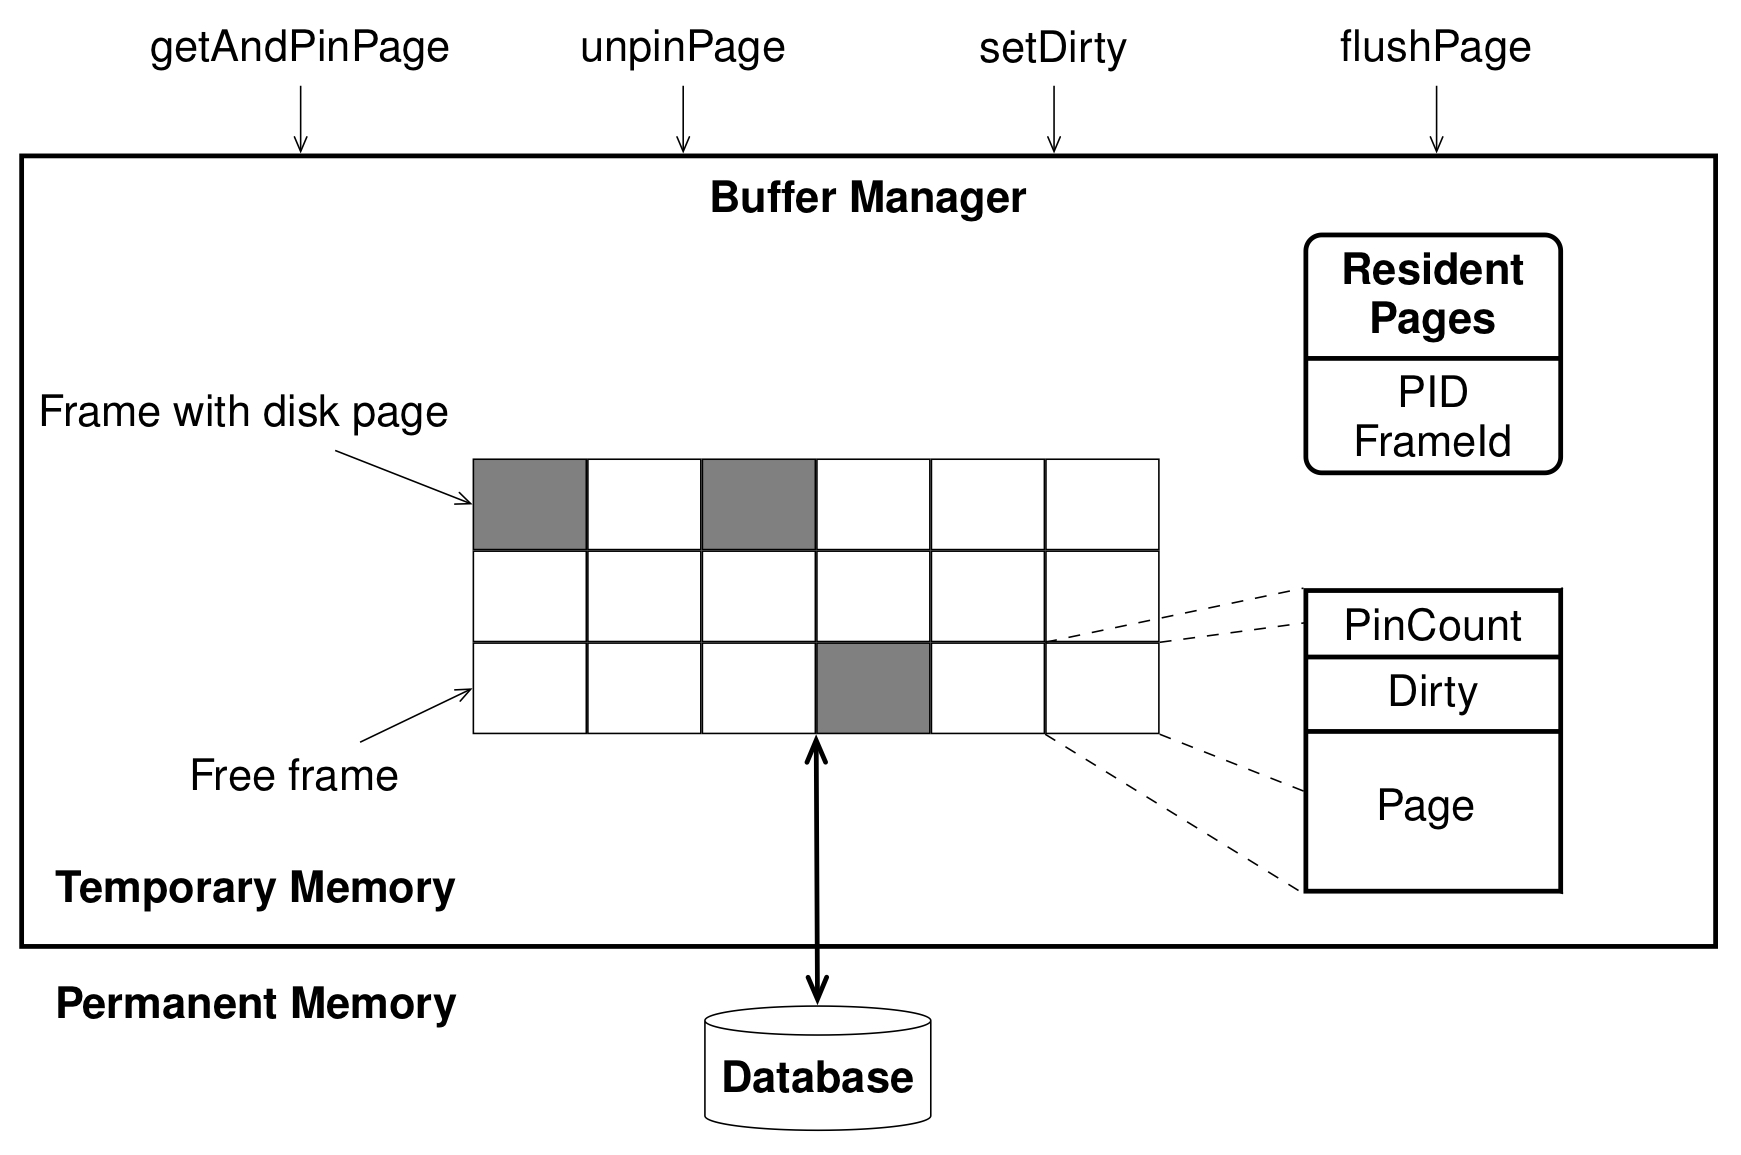 getAndPinPage
unpinPage
setDirty
flushPage
Buffer Manager
Resident
Pages
PID
FrameId
Frame with disk page
PinCount
Dirty
Page
Free frame
Temporary Memory
Permanent Memory
Database